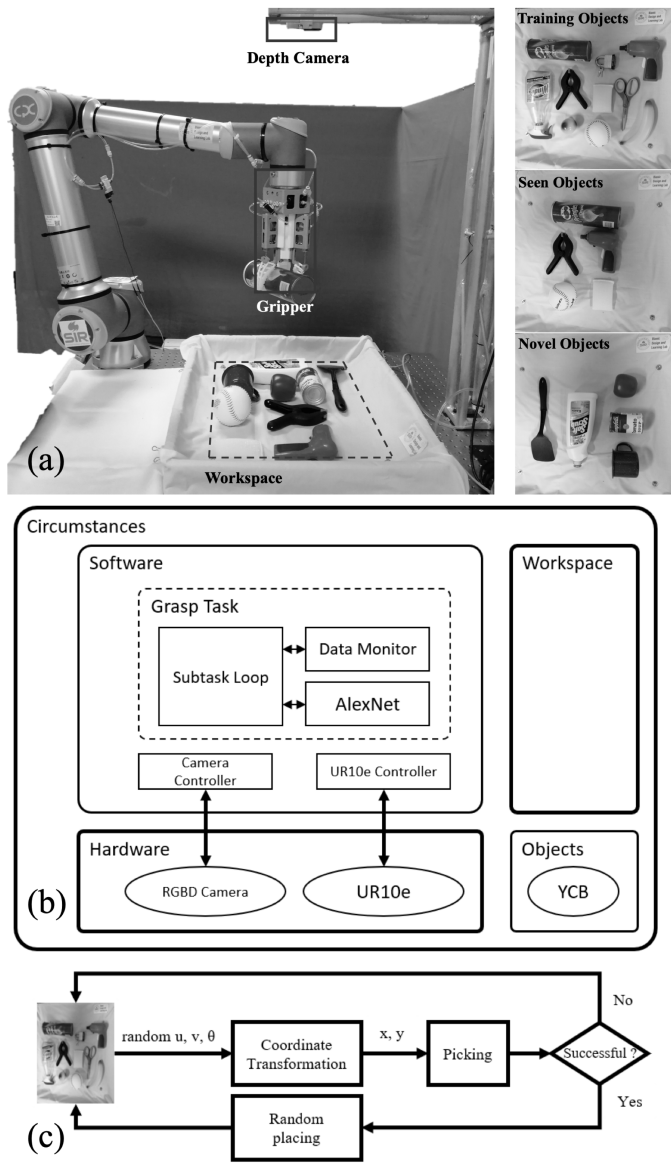 Depth Camera
Gripper
SIR
Workspace
(a)
Training Objects
Seen Objects
Novel Objects
Circumstances
Software
Grasp Task
Subtask Loop
Data Monitor
AlexNet
Camera
Controller
UR10e Controller
Workspace
Hardware
RGBD Camera
UR10e
Objects
YCB
(b)
random u, v, θ
Coordinate
Transformation
x, y
Picking
Successful ?
No
Yes
Random
placing
(c)